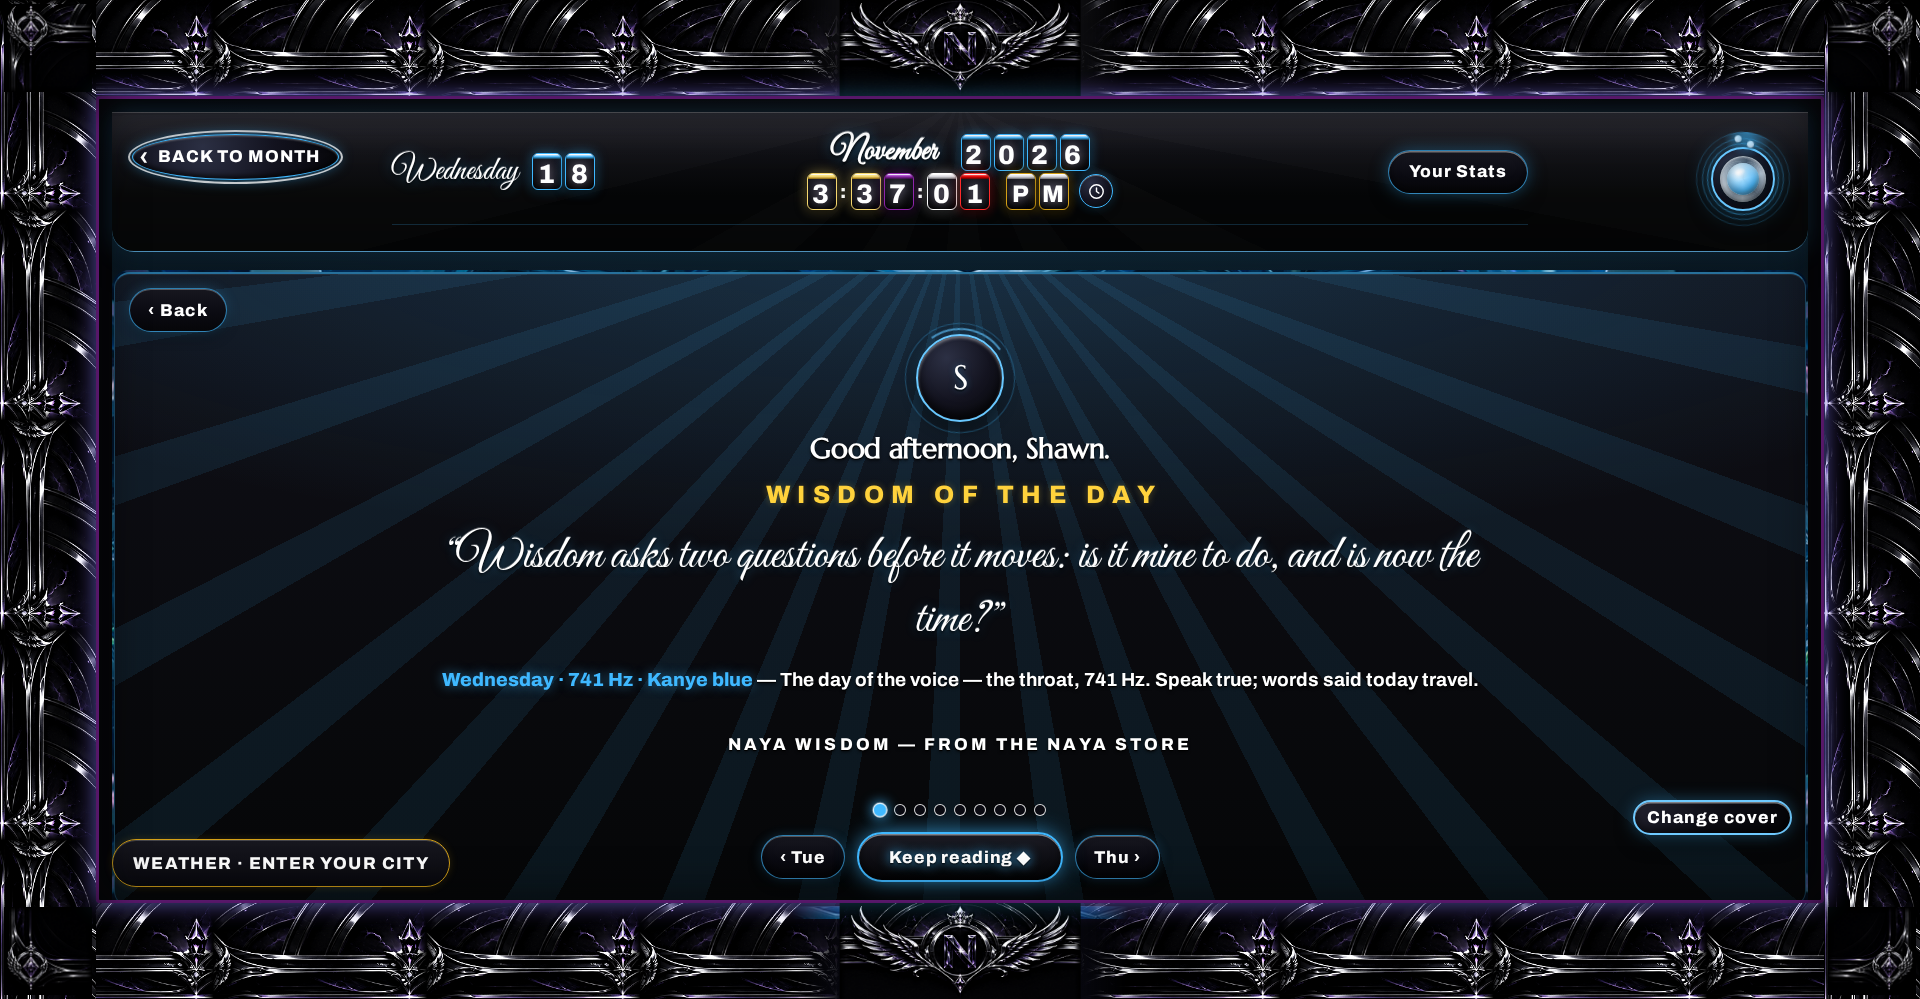 N
‹ BACK TO MONTH
Wednesday 18
November 2026
3:37:01 PM
Your Stats
‹ Back
S
Good afternoon, Shawn.
WISDOM OF THE DAY
“Wisdom asks two questions before it moves: is it mine to do, and is now the
time?”
Wednesday · 741 Hz · Kanye blue — The day of the voice — the throat, 741 Hz. Speak true; words said today travel.
NAYA WISDOM — FROM THE NAYA STORE
Change cover
WEATHER · ENTER YOUR CITY
‹ Tue
Keep reading ◆
Thu ›
N